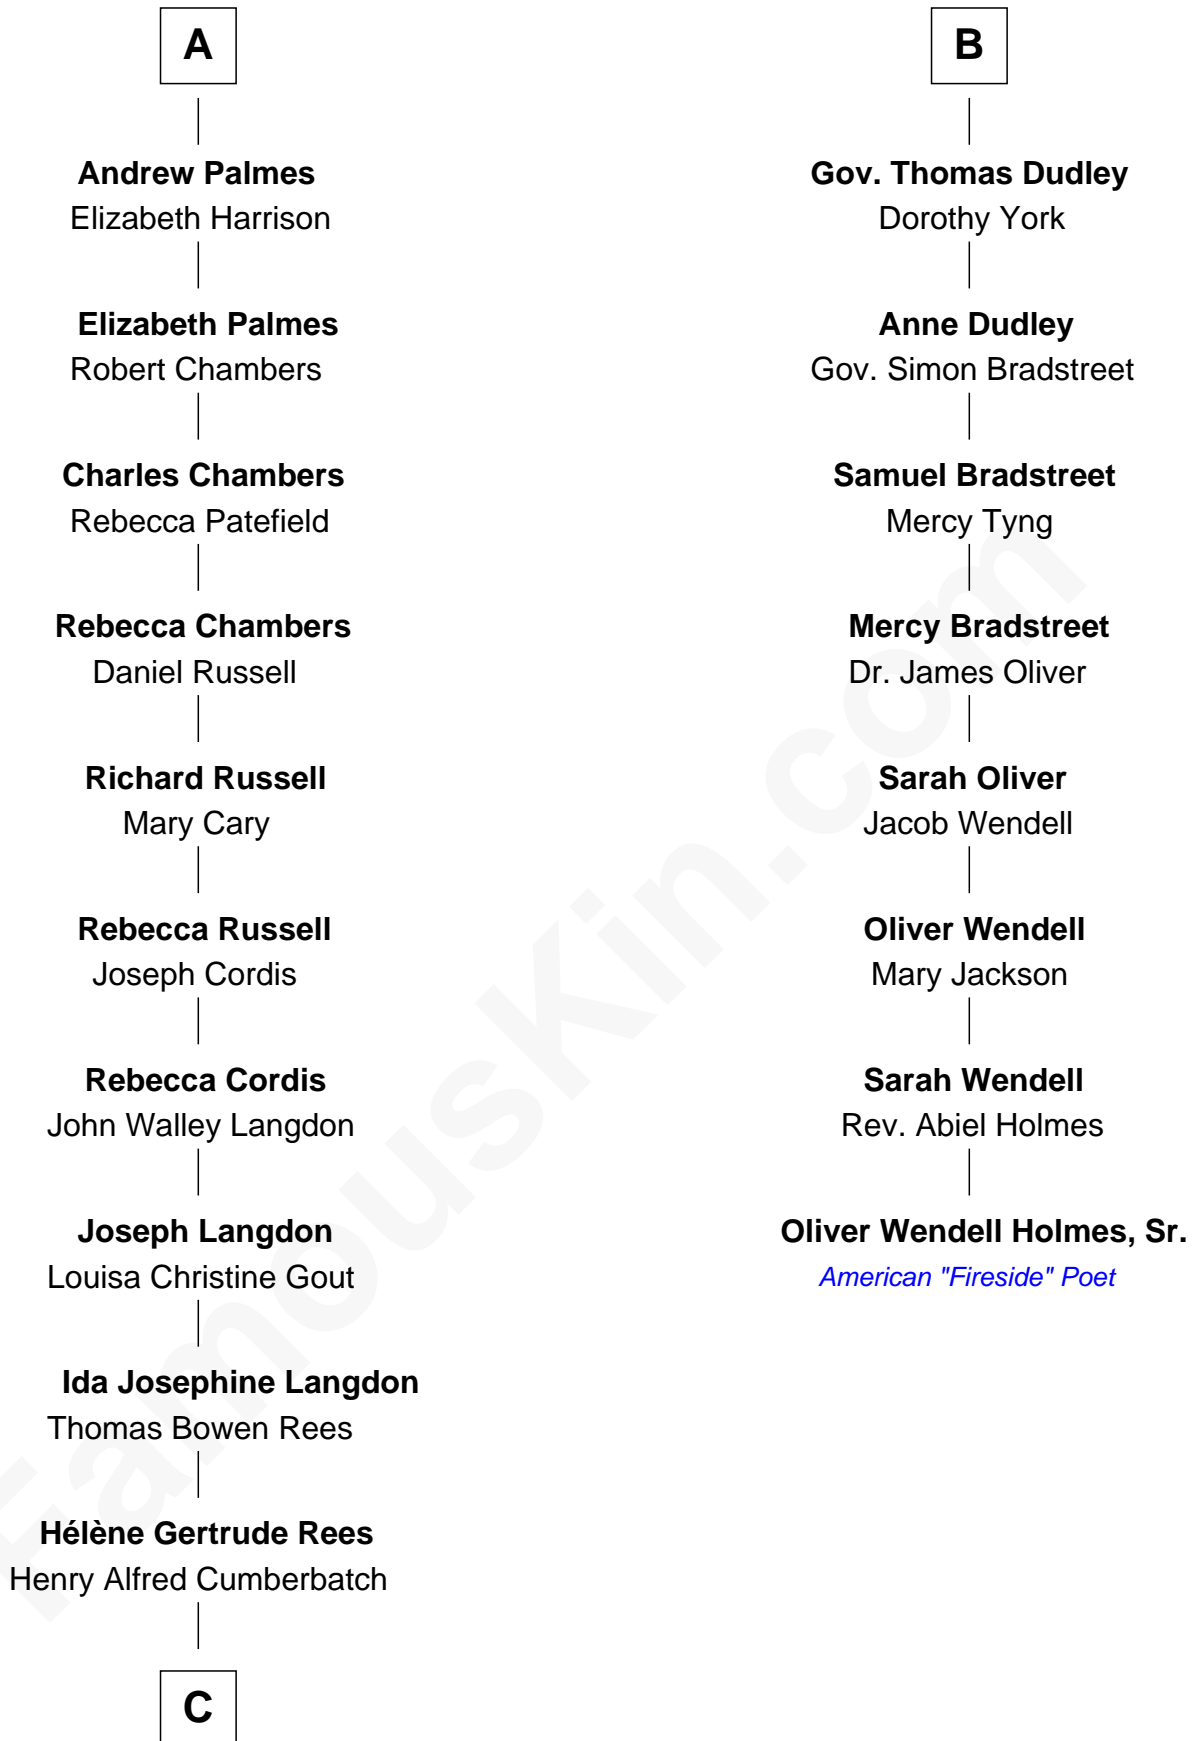 A
Andrew Palmes
Elizabeth Harrison
Elizabeth Palmes
Robert Chambers
Charles Chambers
Rebecca Patefield
Rebecca Chambers
Daniel Russell
Richard Russell
Mary Cary
Rebecca Russell
Joseph Cordis
Rebecca Cordis
John Walley Langdon
Joseph Langdon
Louisa Christine Gout
Ida Josephine Langdon
Thomas Bowen Rees
Hélène Gertrude Rees
Henry Alfred Cumberbatch
C
B
Gov. Thomas Dudley
Dorothy York
Anne Dudley
Gov. Simon Bradstreet
Samuel Bradstreet
Mercy Tyng
Mercy Bradstreet
Dr. James Oliver
Sarah Oliver
Jacob Wendell
Oliver Wendell
Mary Jackson
Sarah Wendell
Rev. Abiel Holmes
Oliver Wendell Holmes, Sr.
American "Fireside" Poet
FamousKin.com